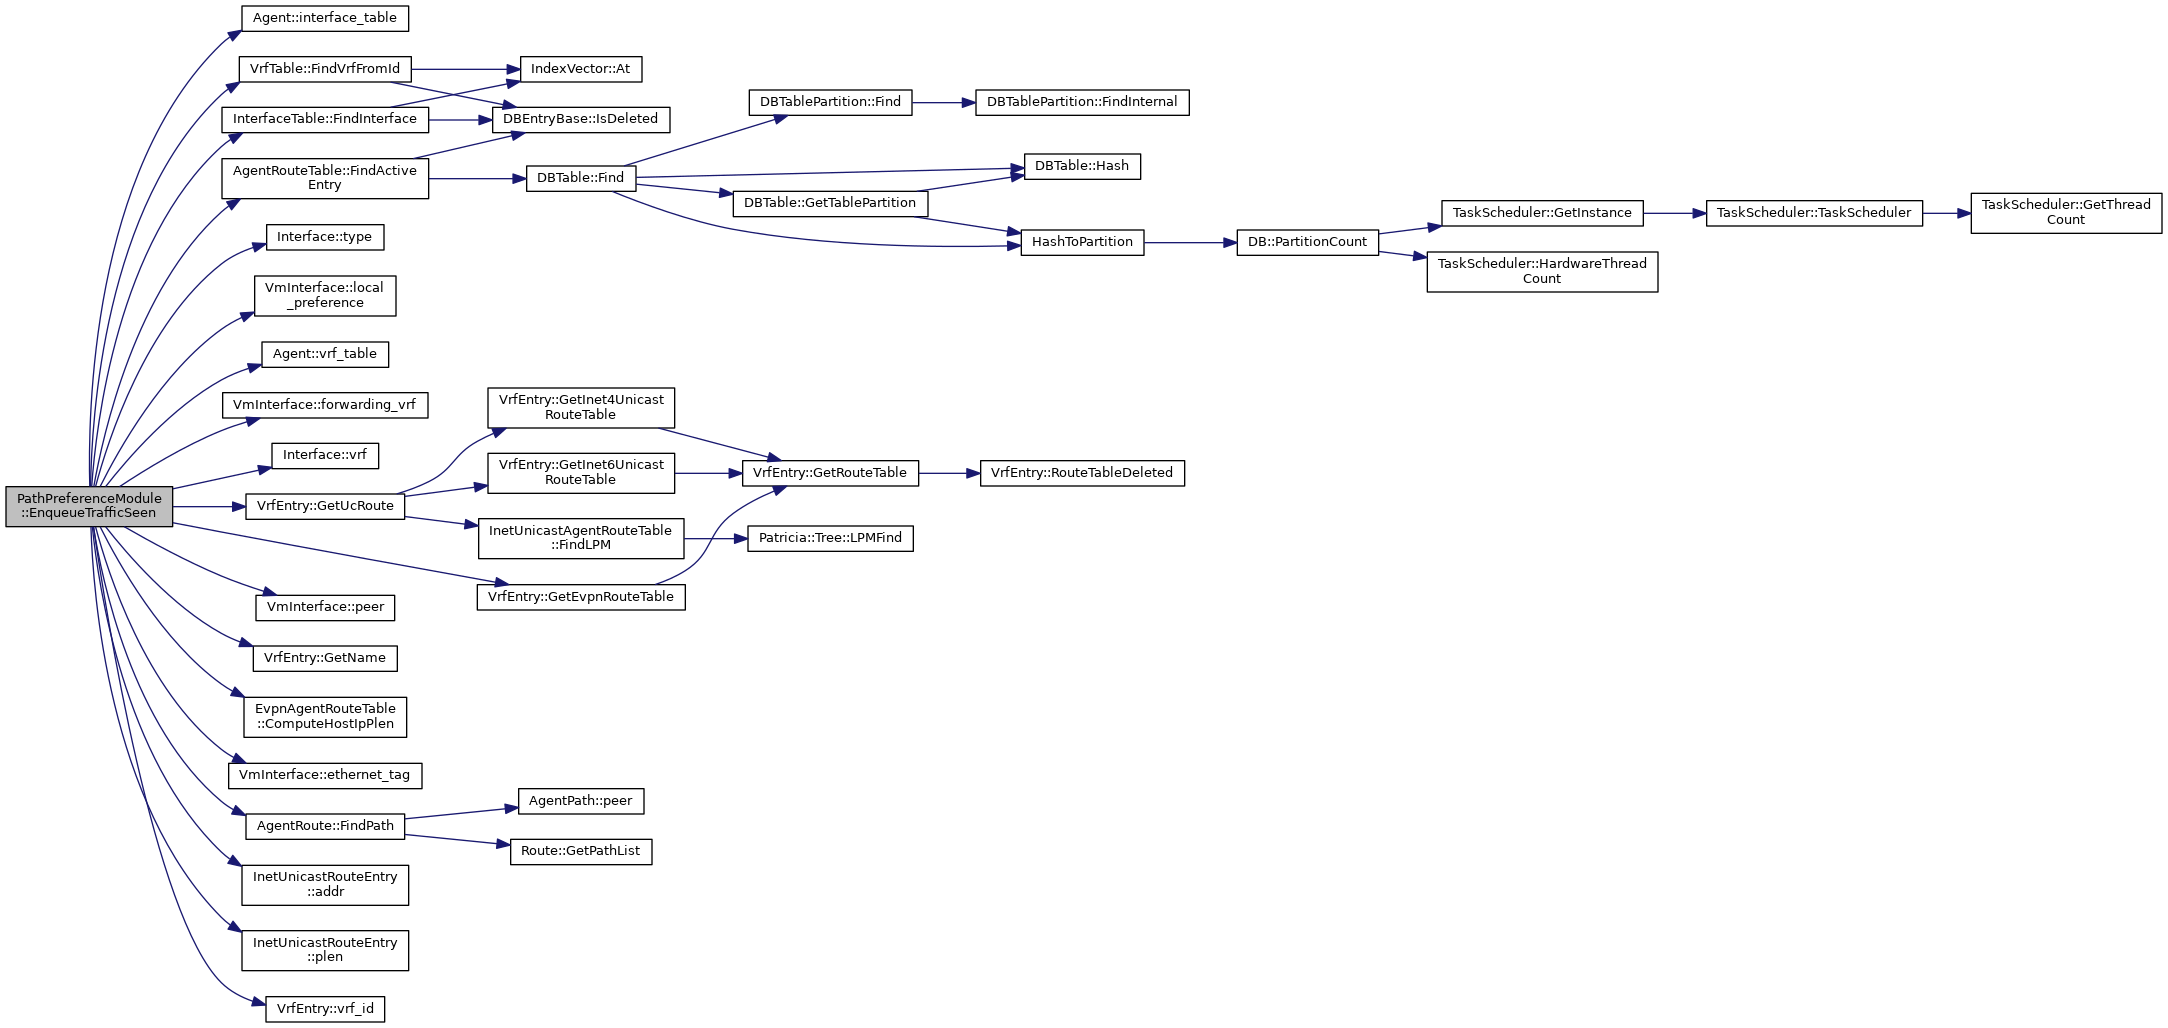 Agent::interface_table
VrfTable::FindVrfFromId
IndexVector::At
InterfaceTable::FindInterface
DBEntryBase::IsDeleted
DBTablePartition::Find
DBTablePartition::FindInternal
AgentRouteTable::FindActive
Entry
DBTable::Find
DBTable::Hash
DBTable::GetTablePartition
TaskScheduler::GetInstance
TaskScheduler::TaskScheduler
TaskScheduler::GetThread
Count
Interface::type
HashToPartition
DB::PartitionCount
TaskScheduler::HardwareThread
Count
VmInterface::local
_preference
Agent::vrf_table
VmInterface::forwarding_vrf
VrfEntry::GetInet4Unicast
RouteTable
Interface::vrf
VrfEntry::GetInet6Unicast
RouteTable
VrfEntry::GetRouteTable
VrfEntry::RouteTableDeleted
PathPreferenceModule
::EnqueueTrafficSeen
VrfEntry::GetUcRoute
InetUnicastAgentRouteTable
::FindLPM
Patricia::Tree::LPMFind
VrfEntry::GetEvpnRouteTable
VmInterface::peer
VrfEntry::GetName
EvpnAgentRouteTable
::ComputeHostIpPlen
VmInterface::ethernet_tag
AgentRoute::FindPath
AgentPath::peer
Route::GetPathList
InetUnicastRouteEntry
::addr
InetUnicastRouteEntry
::plen
VrfEntry::vrf_id